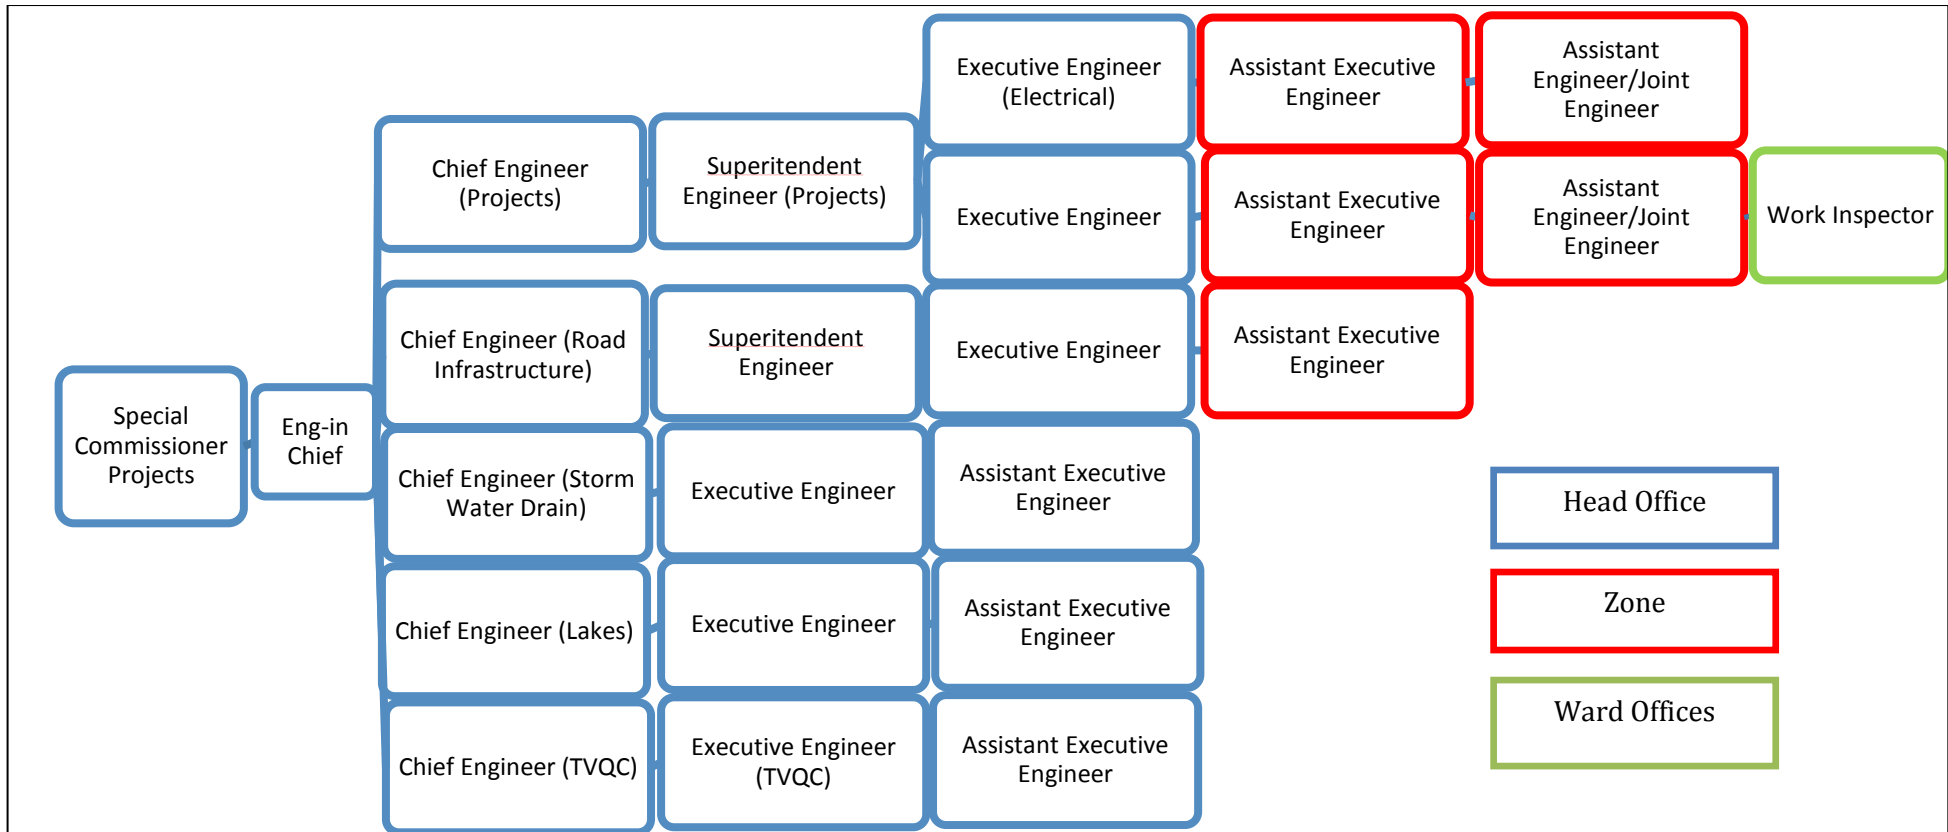 Executive Engineer
(Electrical)
Assistant Executive
Engineer
Assistant
Engineer/Joint
Engineer
Chief Engineer
(Projects)
Superitendent
Engineer (Projects)
Executive Engineer
Assistant Executive
Engineer
Assistant
Engineer/Joint
Engineer
Work Inspector
Chief Engineer (Road
Infrastructure)
Superitendent
Engineer
Executive Engineer
Assistant Executive
Engineer
Special
Commissioner
Projects
Eng-in
Chief
Chief Engineer (Storm
Water Drain)
Executive Engineer
Assistant Executive
Engineer
Chief Engineer (Lakes)
Executive Engineer
Assistant Executive
Engineer
Chief Engineer (TVQC)
Executive Engineer
(TVQC)
Assistant Executive
Engineer
Head Office
Zone
Ward Offices